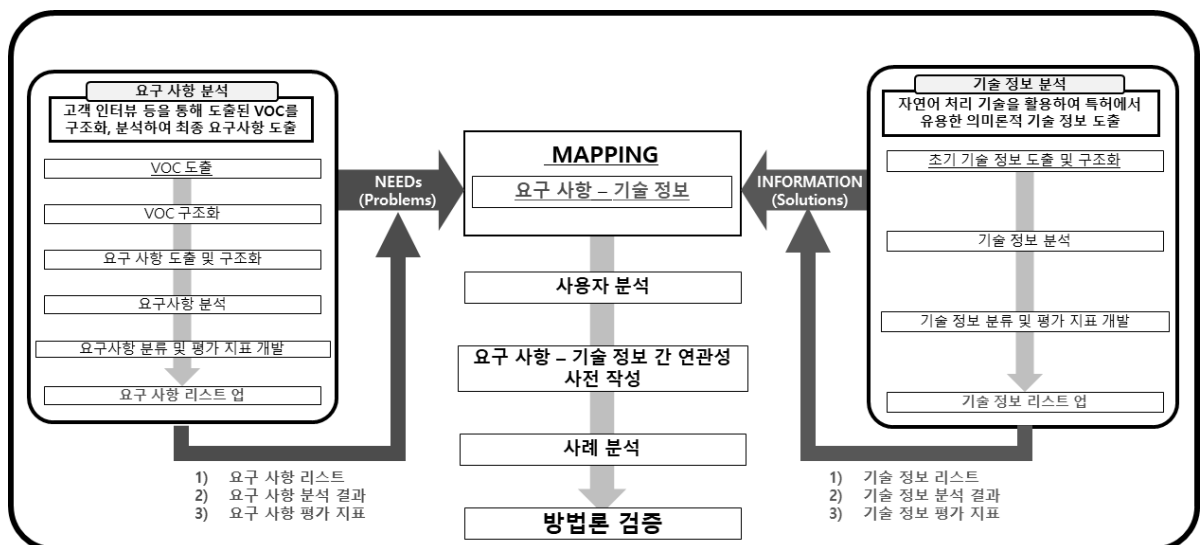 요구 사항 분석
고객 인터뷰 등을 통해 도출된 VOC를
구조화, 분석하여 최종 요구사항 도출
VOC 도출
VOC 구조화
요구 사항 도출 및 구조화
요구사항 분석
요구사항 분류 및 평가 지표 개발
요구 사항 리스트 업
NEEDs
(Problems)
1) 요구 사항 리스트
2) 요구 사항 분석 결과
3) 요구 사항 평가 지표
MAPPING
요구 사항 – 기술 정보
사용자 분석
요구 사항 – 기술 정보 간 연관성
사전 작성
사례 분석
방법론 검증
INFORMATION
(Solutions)
기술 정보 분석
자연어 처리 기술을 활용하여 특허에서
유용한 의미론적 기술 정보 도출
초기 기술 정보 도출 및 구조화
기술 정보 분석
기술 정보 분류 및 평가 지표 개발
기술 정보 리스트 업
1) 기술 정보 리스트
2) 기술 정보 분석 결과
3) 기술 정보 평가 지표